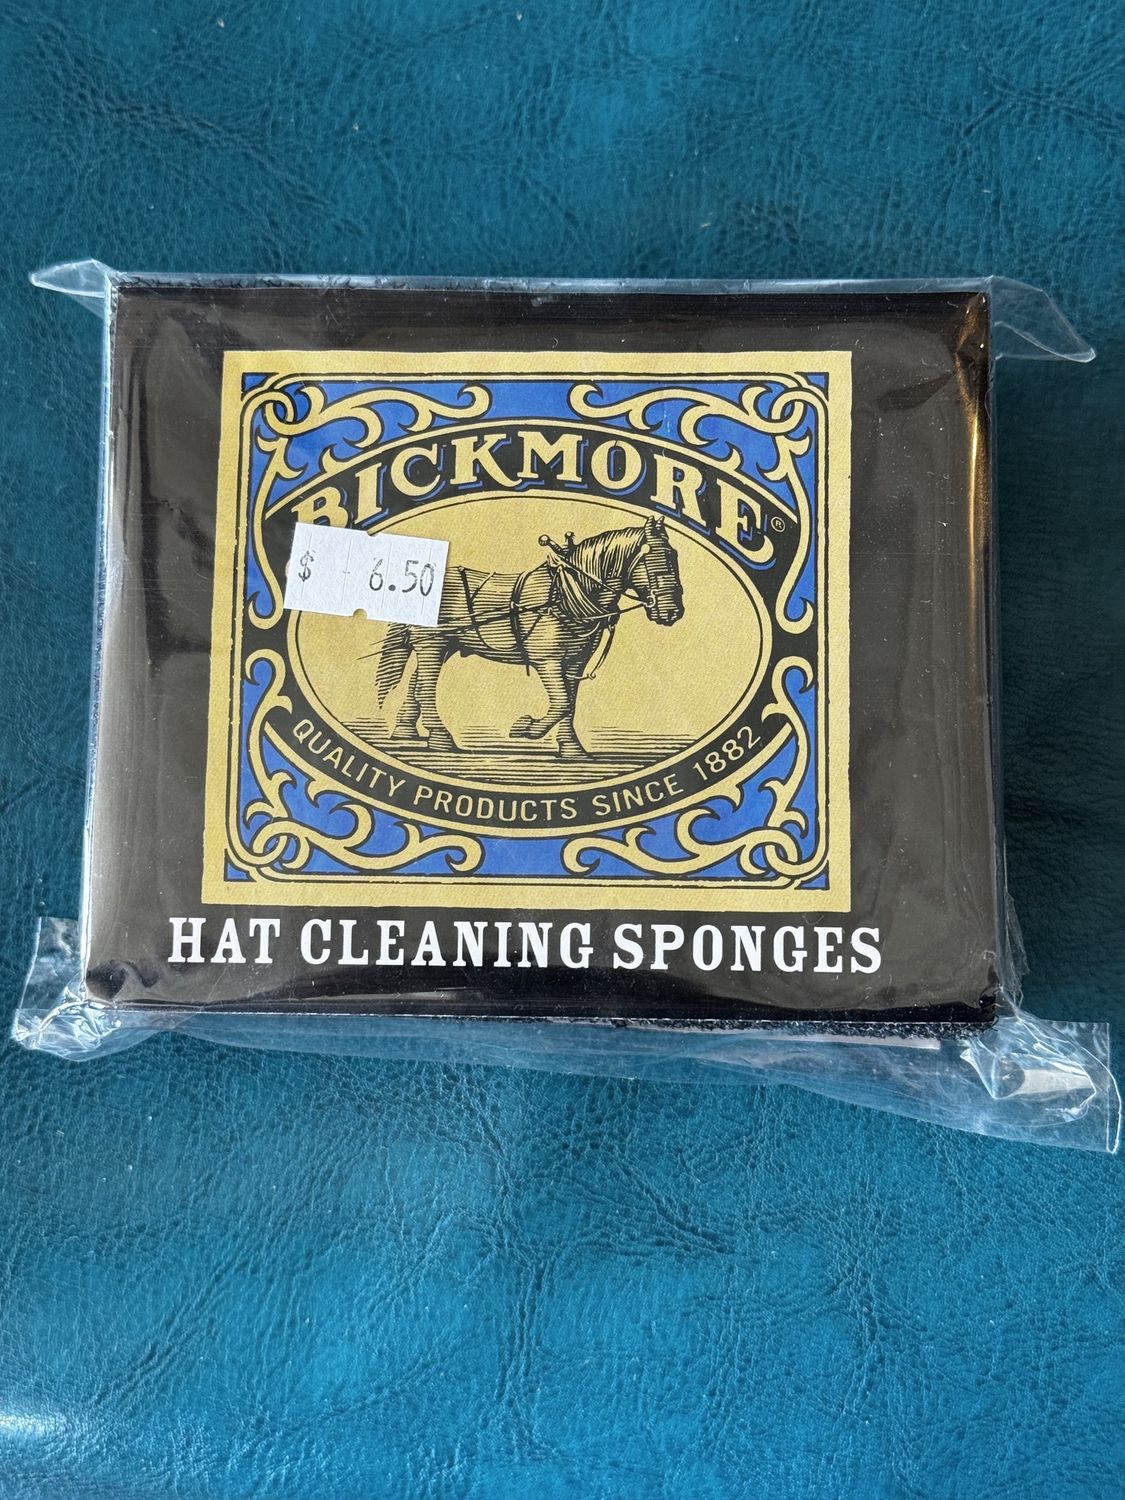 BICKMORE®
$ 6.50
QUALITY PRODUCTS SINCE 1882
HAT CLEANING SPONGES